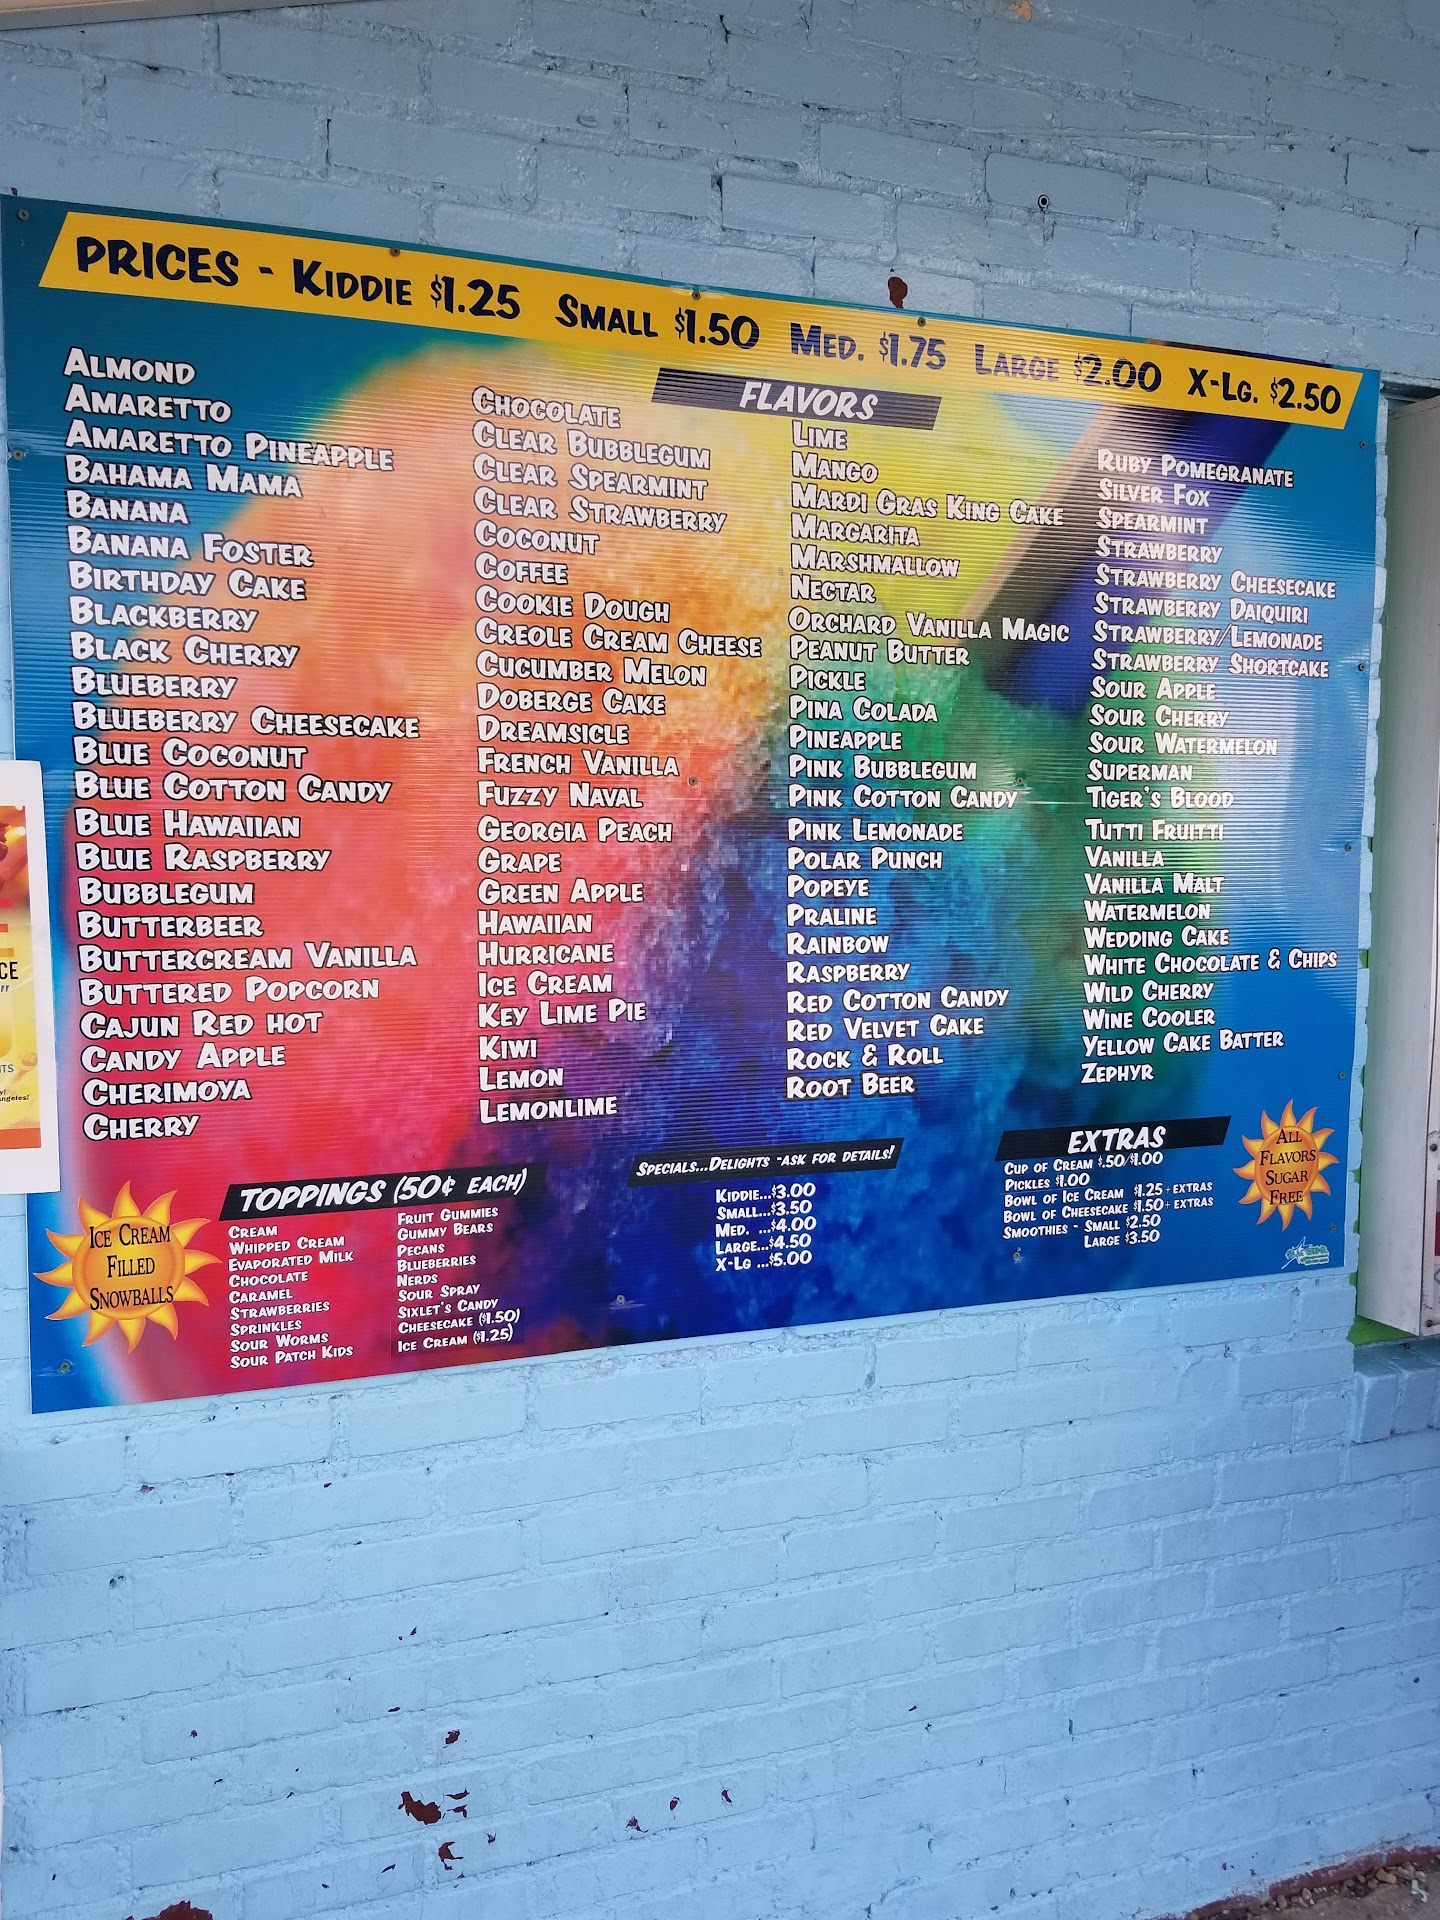 PRICES - KIDDIE $1.25 SMALL $1.50 MED. $1.75 LARGE $2.00 X-LG. $2.50
FLAVORS
ALMOND
AMARETTO
AMARETTO PINEAPPLE
BAHAMA MAMA
BANANA
BANANA FOSTER
BIRTHDAY CAKE
BLACKBERRY
BLACK CHERRY
BLUEBERRY
BLUEBERRY CHEESECAKE
BLUE COCONUT
BLUE COTTON CANDY
BLUE HAWAIIAN
BLUE RASPBERRY
BUBBLEGUM
BUTTERBEER
BUTTERCREAM VANILLA
BUTTERED POPCORN
CAJUN RED HOT
CANDY APPLE
CHERIMOYA
CHERRY
CHOCOLATE
CLEAR BUBBLEGUM
CLEAR SPEARMINT
CLEAR STRAWBERRY
COCONUT
COFFEE
COOKIE DOUGH
CREOLE CREAM CHEESE
CUCUMBER MELON
DOBERGE CAKE
DREAMSICLE
FRENCH VANILLA
FUZZY NAVAL
GEORGIA PEACH
GRAPE
GREEN APPLE
HAWAIIAN
HURRICANE
ICE CREAM
KEY LIME PIE
KIWI
LEMON
LEMONLIME
LIME
MANGO
MARDI GRAS KING CAKE
MARGARITA
MARSHMALLOW
NECTAR
ORCHARD VANILLA MAGIC
PEANUT BUTTER
PICKLE
PINA COLADA
PINEAPPLE
PINK BUBBLEGUM
PINK COTTON CANDY
PINK LEMONADE
POLAR PUNCH
POPEYE
PRALINE
RAINBOW
RASPBERRY
RED COTTON CANDY
RED VELVET CAKE
ROCK & ROLL
ROOT BEER
RUBY POMEGRANATE
SILVER FOX
SPEARMINT
STRAWBERRY
STRAWBERRY CHEESECAKE
STRAWBERRY DAIQUIRI
STRAWBERRY/LEMONADE
STRAWBERRY SHORTCAKE
SOUR APPLE
SOUR CHERRY
SOUR WATERMELON
SUPERMAN
TIGER'S BLOOD
TUTTI FRUITTI
VANILLA
VANILLA MALT
WATERMELON
WEDDING CAKE
WHITE CHOCOLATE & CHIPS
WILD CHERRY
WINE COOLER
YELLOW CAKE BATTER
ZEPHYR
ICE CREAM
FILLED
SNOWBALLS
TOPPINGS (50¢ EACH)
CREAM
WHIPPED CREAM
EVAPORATED MILK
CHOCOLATE
CARAMEL
STRAWBERRIES
SPRINKLES
SOUR WORMS
SOUR PATCH KIDS
FRUIT GUMMIES
GUMMY BEARS
PECANS
BLUEBERRIES
NERDS
SOUR SPRAY
SIXLET'S CANDY
CHEESECAKE ($1.50)
ICE CREAM ($1.25)
SPECIALS...DELIGHTS -ASK FOR DETAILS!
KIDDIE...$3.00
SMALL...$3.50
MED. ...$4.00
LARGE...$4.50
X-LG ...$5.00
EXTRAS
CUP OF CREAM $.50/$1.00
PICKLES $1.00
BOWL OF ICE CREAM $1.25 + EXTRAS
BOWL OF CHEESECAKE $1.50 + EXTRAS
SMOOTHIES - SMALL $2.50
LARGE $3.50
ALL
FLAVORS
SUGAR
FREE